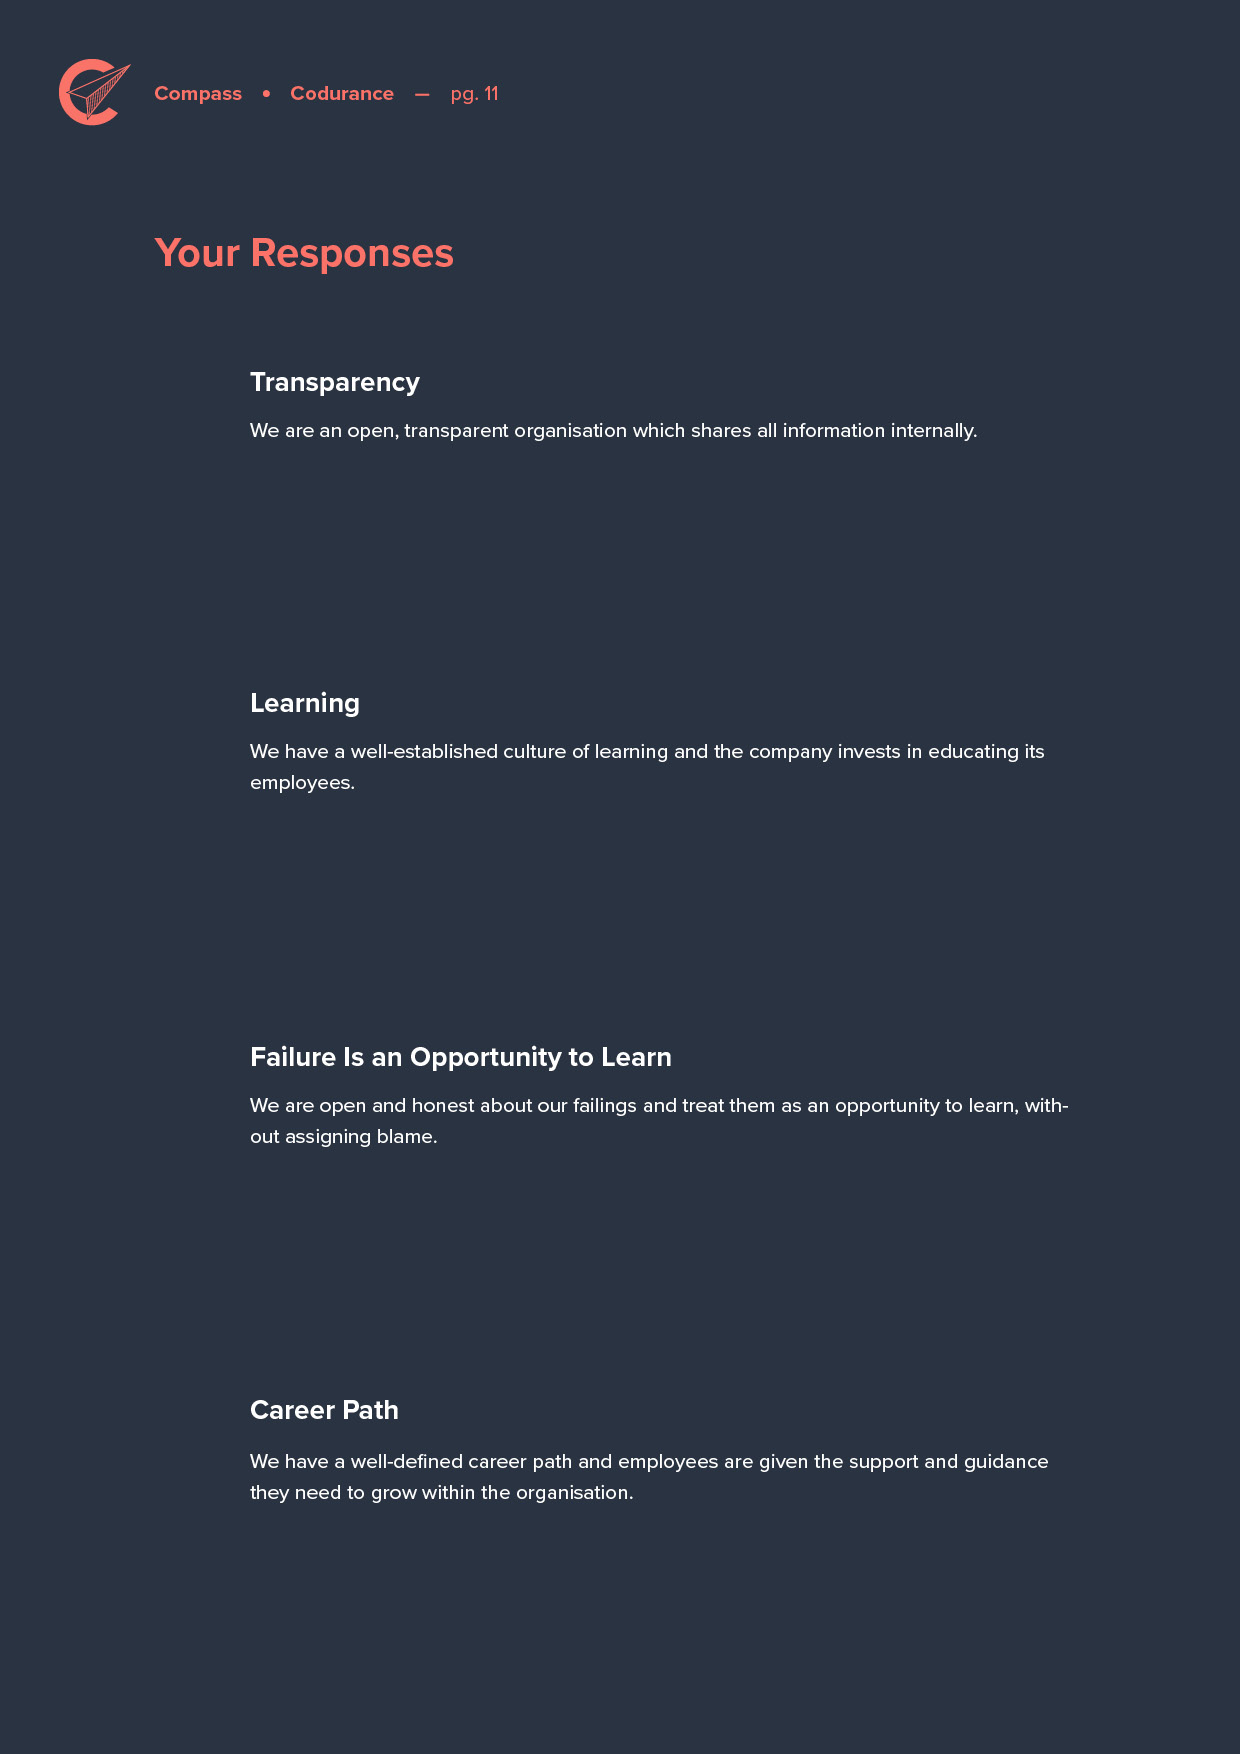 Compass • Codurance — pg. 11
Your Responses
Transparency
We are an open, transparent organisation which shares all information internally.
Learning
We have a well-established culture of learning and the company invests in educating its
employees.
Failure Is an Opportunity to Learn
We are open and honest about our failings and treat them as an opportunity to learn, with-
out assigning blame.
Career Path
We have a well-defined career path and employees are given the support and guidance
they need to grow within the organisation.